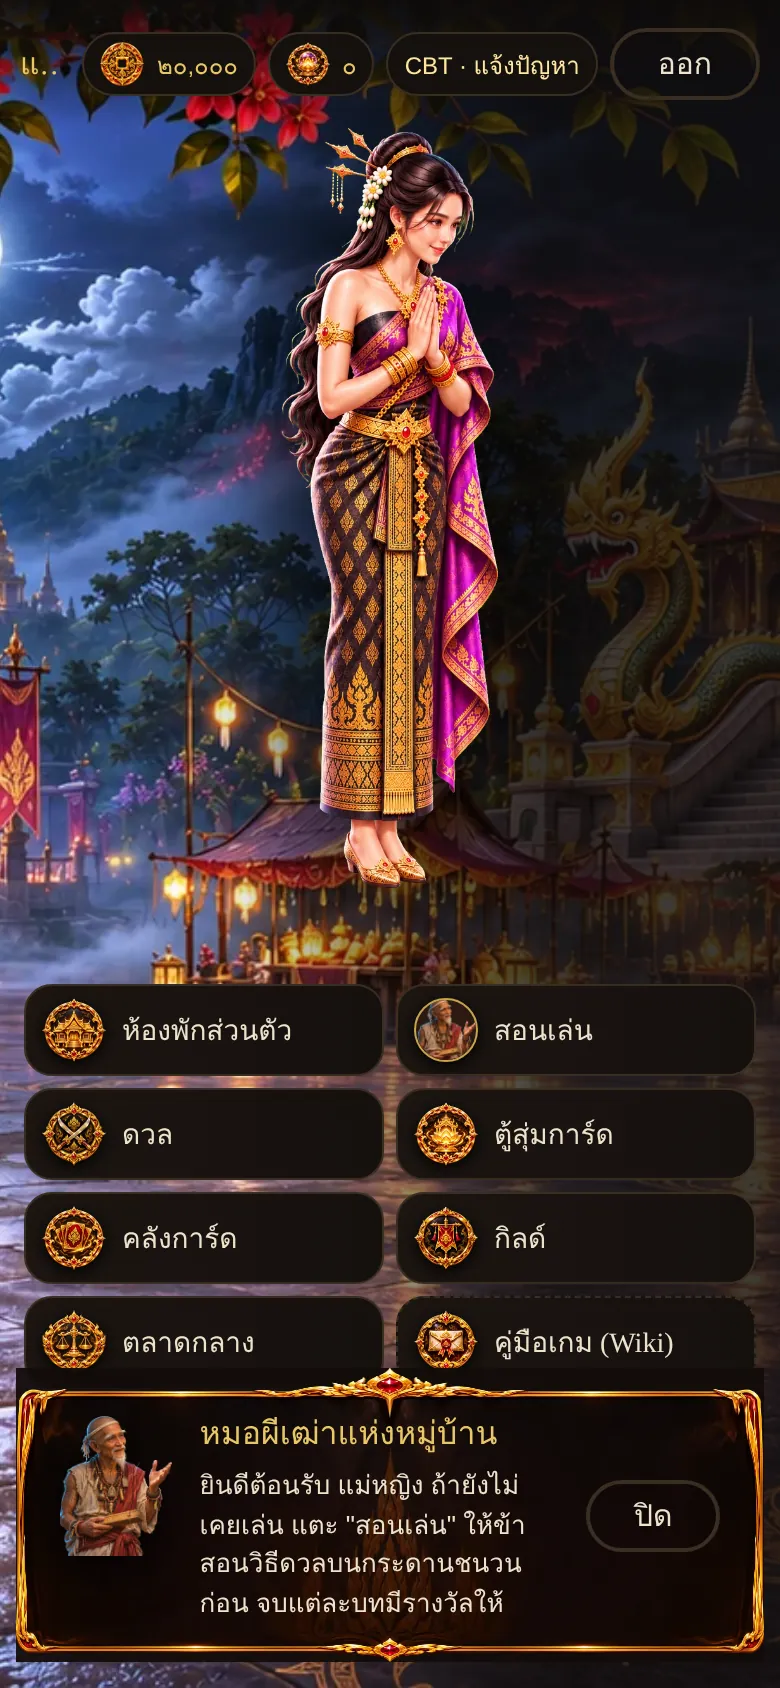 แ..
๒๐,๐๐๐
๐
CBT · แจ้งปัญหา
ออก
ห้องพักส่วนตัว
สอนเล่น
ดวล
ตู้สุ่มการ์ด
คลังการ์ด
กิลด์
ตลาดกลาง
คู่มือเกม (Wiki)
หมอผีเฒ่าแห่งหมู่บ้าน
ยินดีต้อนรับ แม่หญิง ถ้ายังไม่
เคยเล่น แตะ "สอนเล่น" ให้ข้า
สอนวิธีดวลบนกระดานชนวน
ก่อน จบแต่ละบทมีรางวัลให้
ปิด